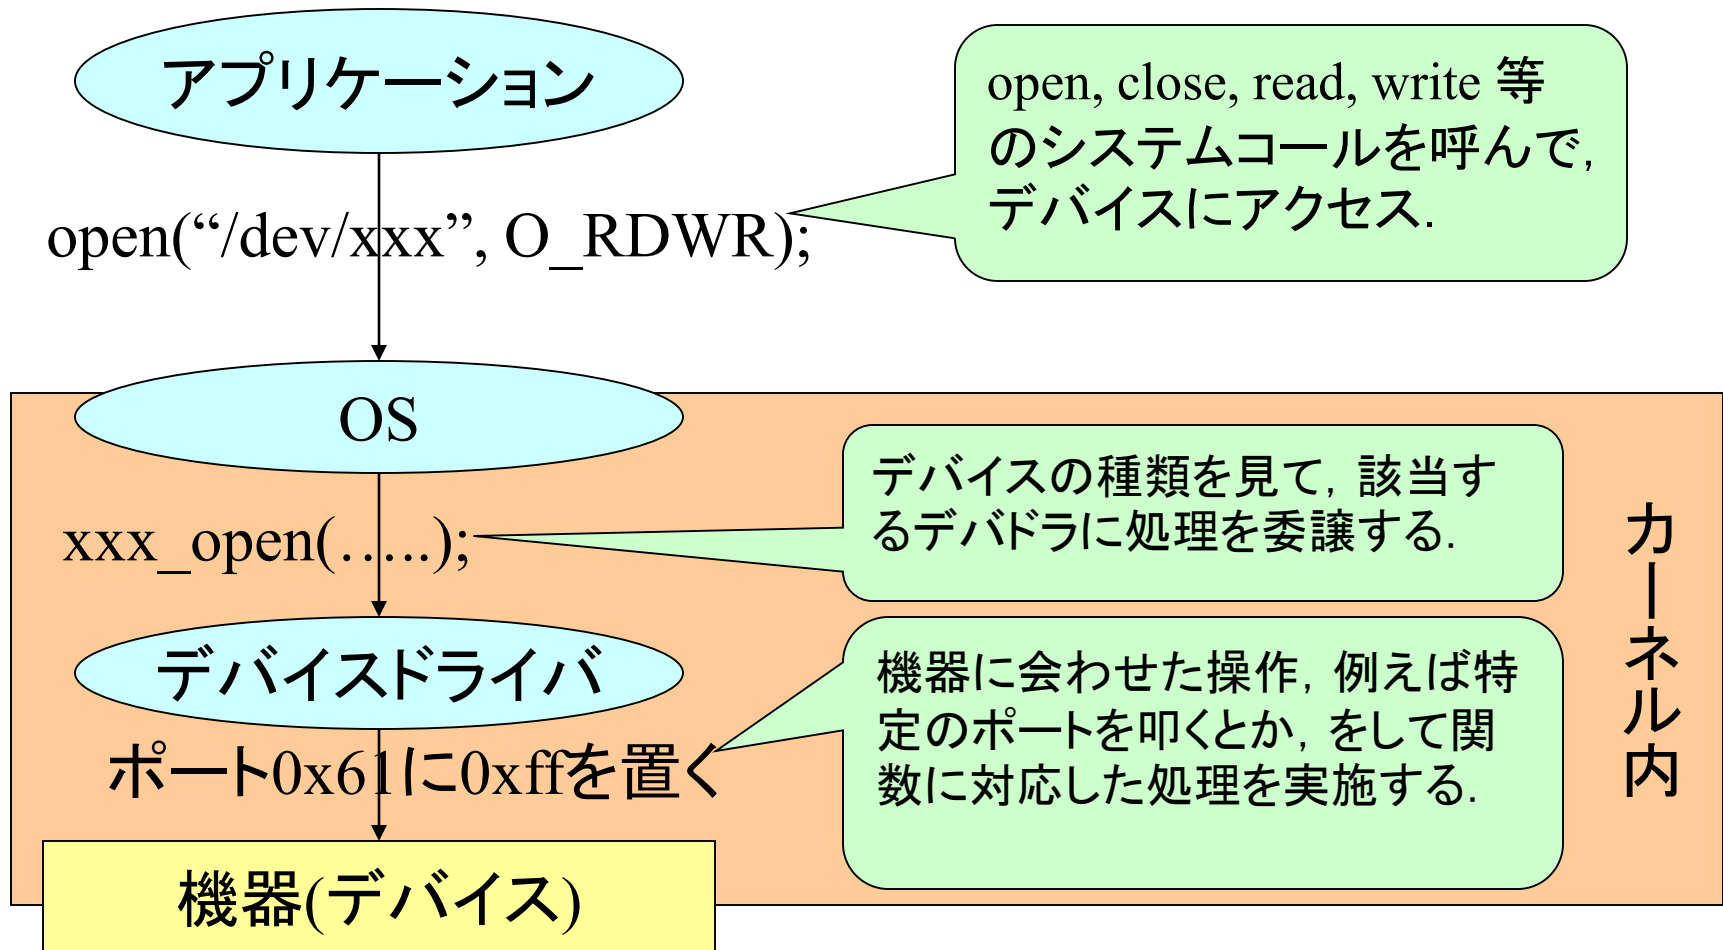 アプリケーション
open, close, read, write 等
のシステムコールを呼んで,
デバイスにアクセス.
open(“/dev/xxx”, O_RDWR);
OS
デバイスの種類を見て, 該当す
るデバドラに処理を委譲する.
xxx_open(…..);
カーネル内
デバイスドライバ
機器に会わせた操作, 例えば特
定のポートを叩くとか, をして関
数に対応した処理を実施する.
ポート0x61に0xffを置く
機器(デバイス)